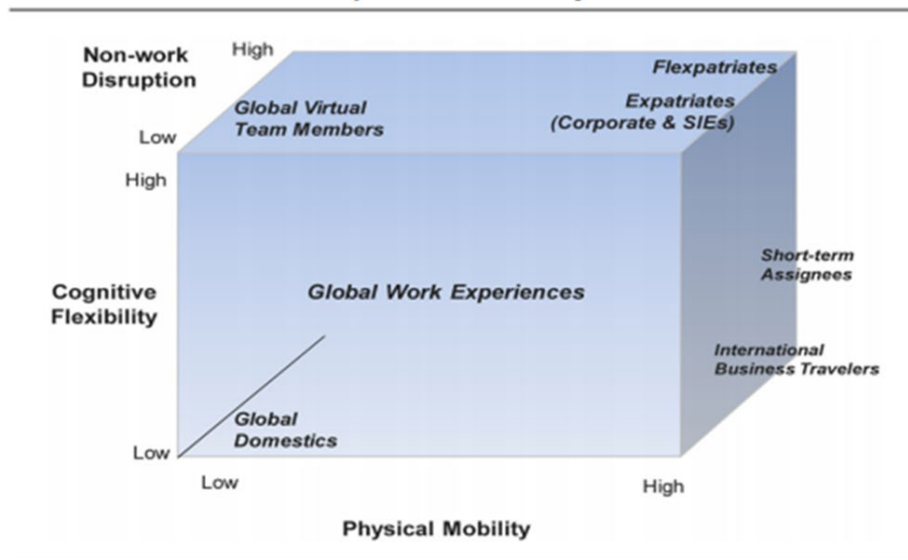 High
Non-work
Disruption
Flexpatriates
Global Virtual
Team Members
Expatriates
(Corporate & SIEs)
Low
High
Short-term
Assignees
Cognitive
Flexibility
Global Work Experiences
International
Business Travelers
Global
Domestics
Low
Low
High
Physical Mobility